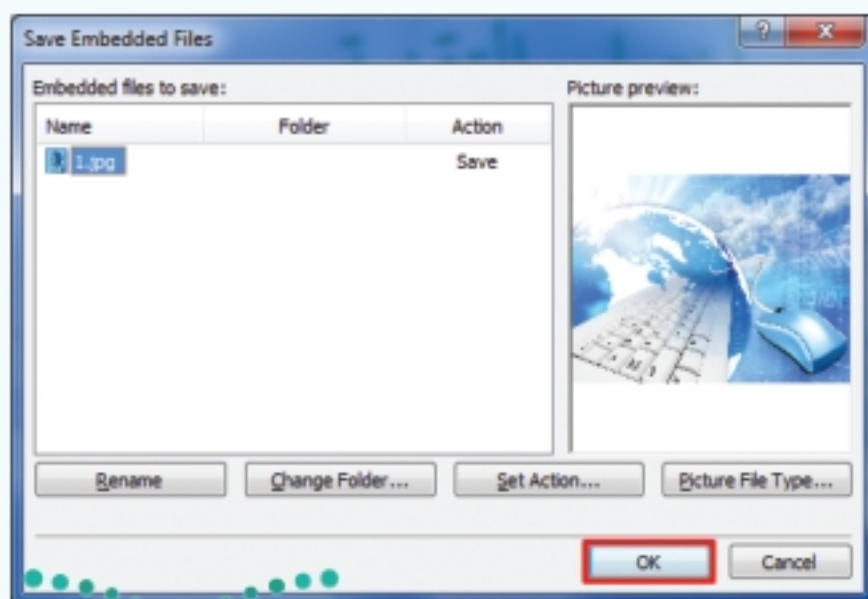 Save Embedded Files
Embedded files to save:
Picture preview:
Name Folder Action
1.jpg Save
Rename Change Folder... Set Action... Picture File Type...
OK Cancel